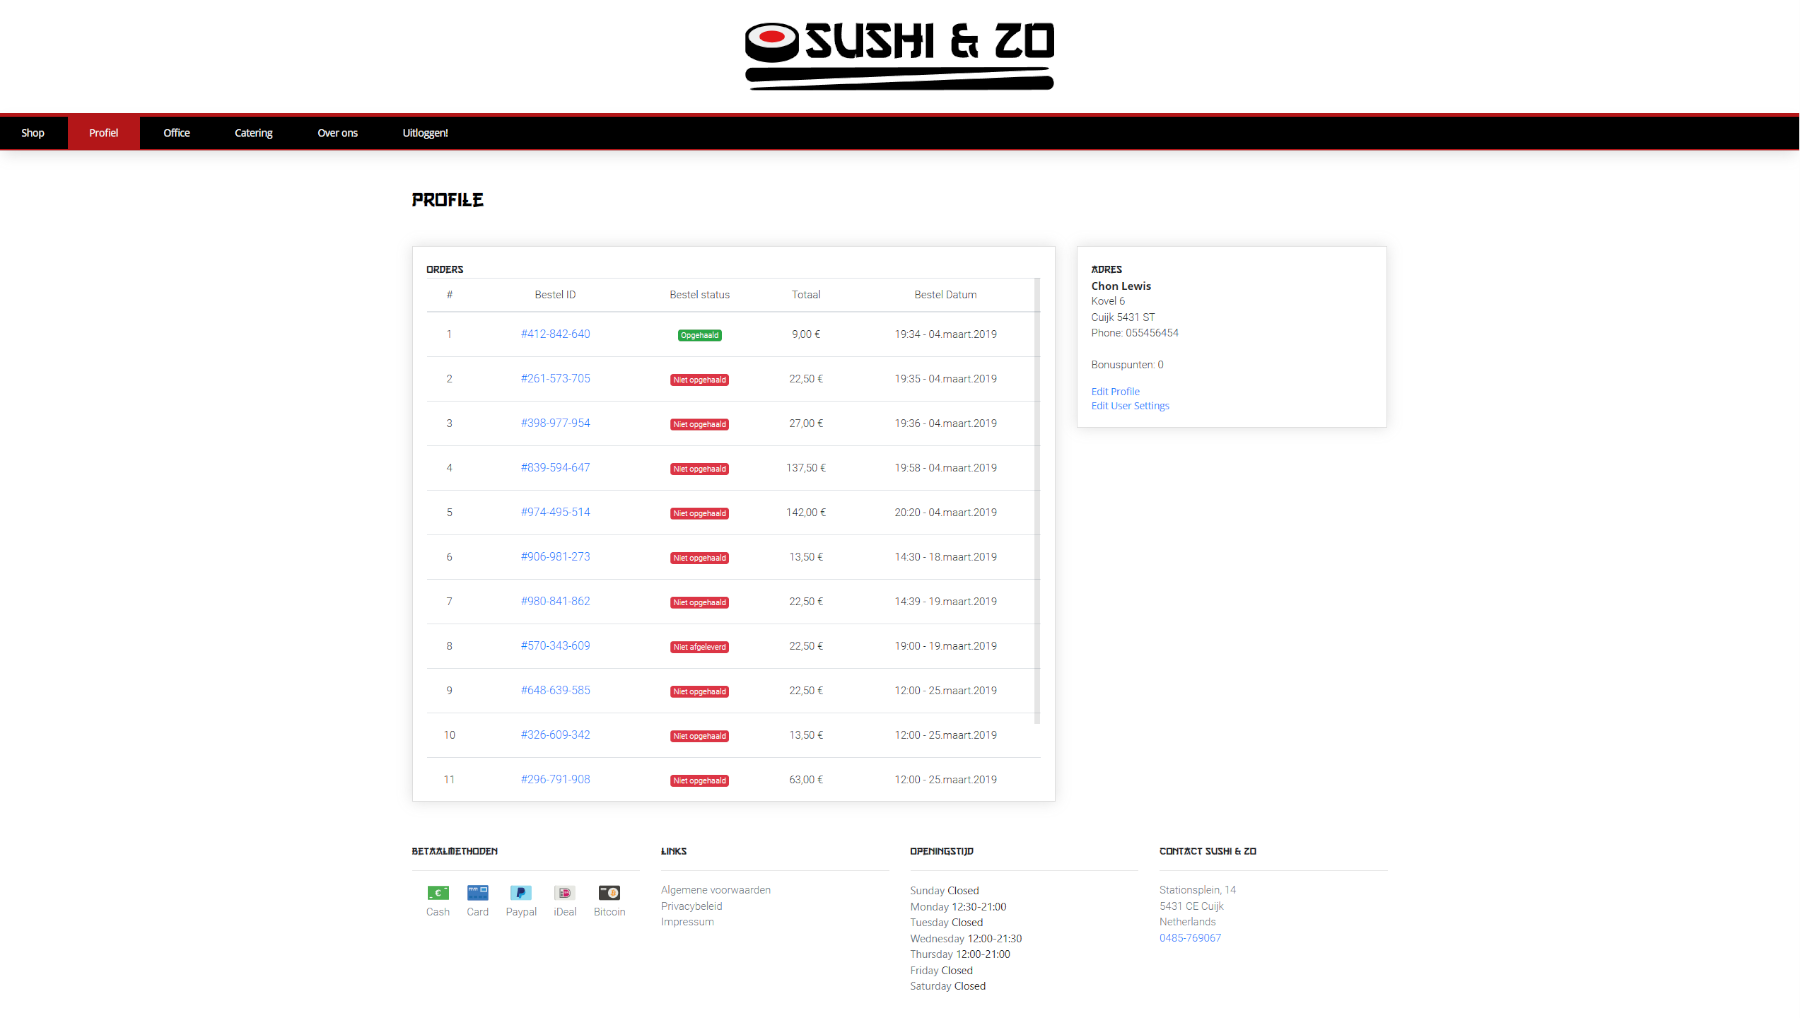 SUSHI & ZO
Shop Profiel Office Catering Over ons Uitloggen!
PROFILE
ORDERS
# Bestel ID Bestel status Totaal Bestel Datum
1 #412-842-640 Opgehaald 9,00 € 19:34 - 04.maart.2019
2 #261-573-705 Niet opgehaald 22,50 € 19:35 - 04.maart.2019
3 #398-977-954 Niet opgehaald 27,00 € 19:36 - 04.maart.2019
4 #839-594-647 Niet opgehaald 137,50 € 19:58 - 04.maart.2019
5 #974-495-514 Niet opgehaald 142,00 € 20:20 - 04.maart.2019
6 #906-981-273 Niet opgehaald 13,50 € 14:30 - 18.maart.2019
7 #980-841-862 Niet opgehaald 22,50 € 14:39 - 19.maart.2019
8 #570-343-609 Niet afgeleverd 22,50 € 19:00 - 19.maart.2019
9 #648-639-585 Niet opgehaald 22,50 € 12:00 - 25.maart.2019
10 #326-609-342 Niet opgehaald 13,50 € 12:00 - 25.maart.2019
11 #296-791-908 Niet opgehaald 63,00 € 12:00 - 25.maart.2019
ADRES
Chon Lewis
Kovel 6
Cuijk 5431 ST
Phone: 055456454
Bonuspunten: 0
Edit Profile
Edit User Settings
BETAALMETHODEN
Cash Card Paypal iDeal Bitcoin
LINKS
Algemene voorwaarden
Privacybeleid
Impressum
OPENINGSTIJD
Sunday Closed
Monday 12:30-21:00
Tuesday Closed
Wednesday 12:00-21:30
Thursday 12:00-21:00
Friday Closed
Saturday Closed
CONTACT SUSHI & ZO
Stationsplein, 14
5431 CE Cuijk
Netherlands
0485-769067